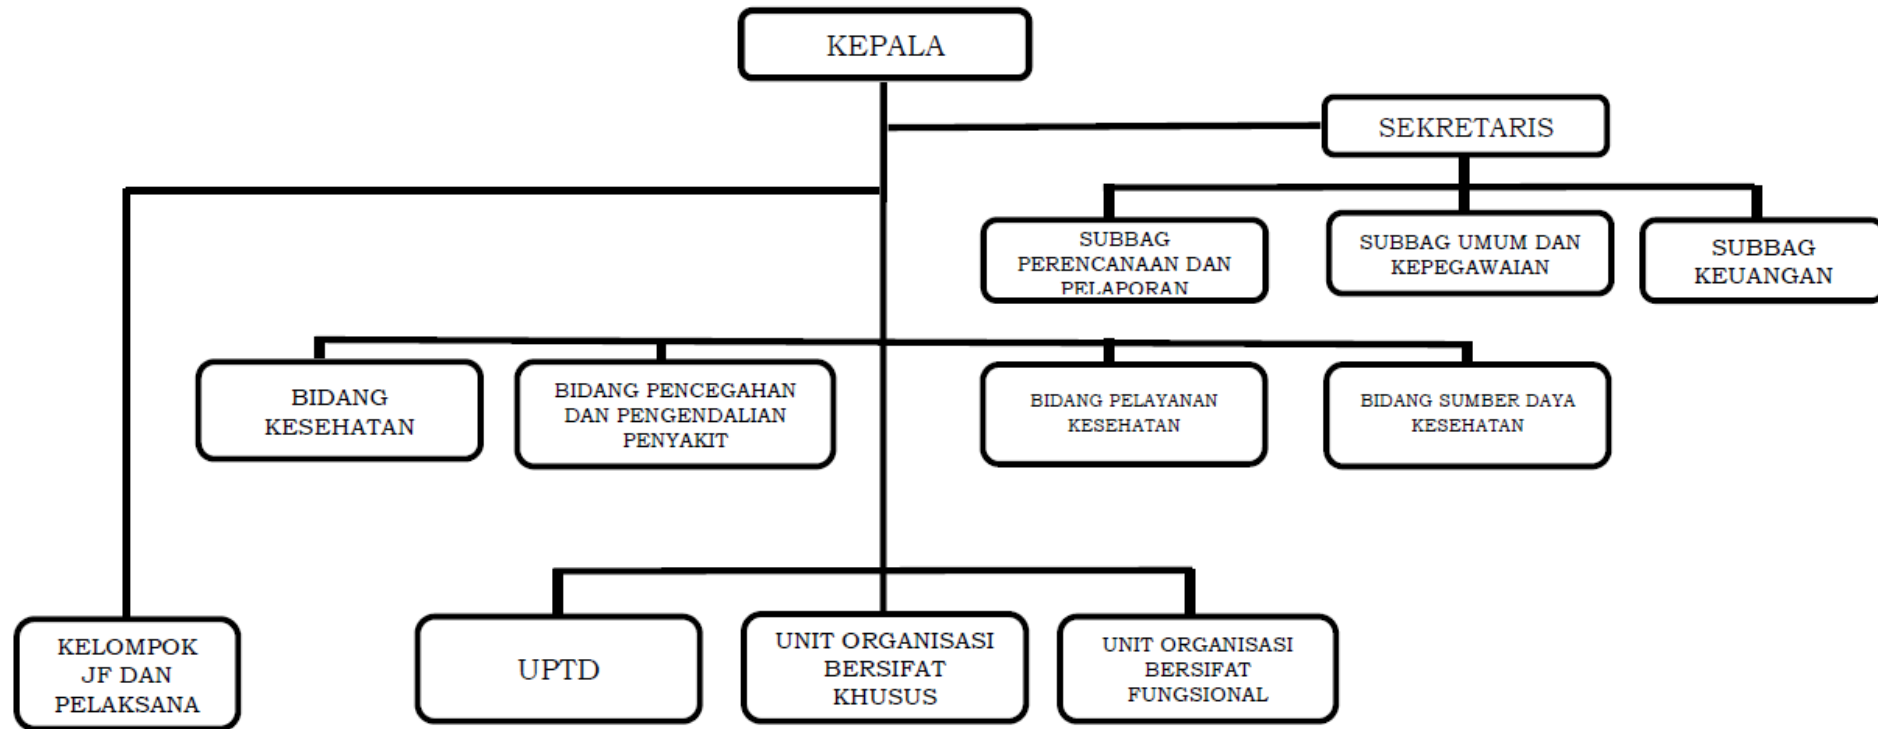 KEPALA
SEKRETARIS
SUBBAG
PERENCANAAN DAN
PELAPORAN
SUBBAG UMUM DAN
KEPEGAWAIAN
SUBBAG
KEUANGAN
BIDANG
KESEHATAN
BIDANG PENCEGAHAN
DAN PENGENDALIAN
PENYAKIT
BIDANG PELAYANAN
KESEHATAN
BIDANG SUMBER DAYA
KESEHATAN
KELOMPOK
JF DAN
PELAKSANA
UPTD
UNIT ORGANISASI
BERSIFAT
KHUSUS
UNIT ORGANISASI
BERSIFAT
FUNGSIONAL